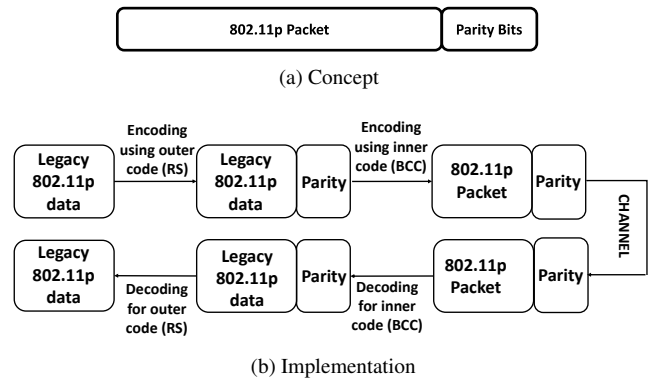 802.11p Packet
Parity Bits
(a) Concept
Encoding
using outer
code (RS)
Encoding
using inner
code (BCC)
Legacy
802.11p
data
Legacy
802.11p
data
Parity
802.11p
Packet
Parity
CHANNEL
Legacy
802.11p
data
Legacy
802.11p
data
Parity
802.11p
Packet
Parity
Decoding
for outer
code (RS)
Decoding
for inner
code (BCC)
(b) Implementation